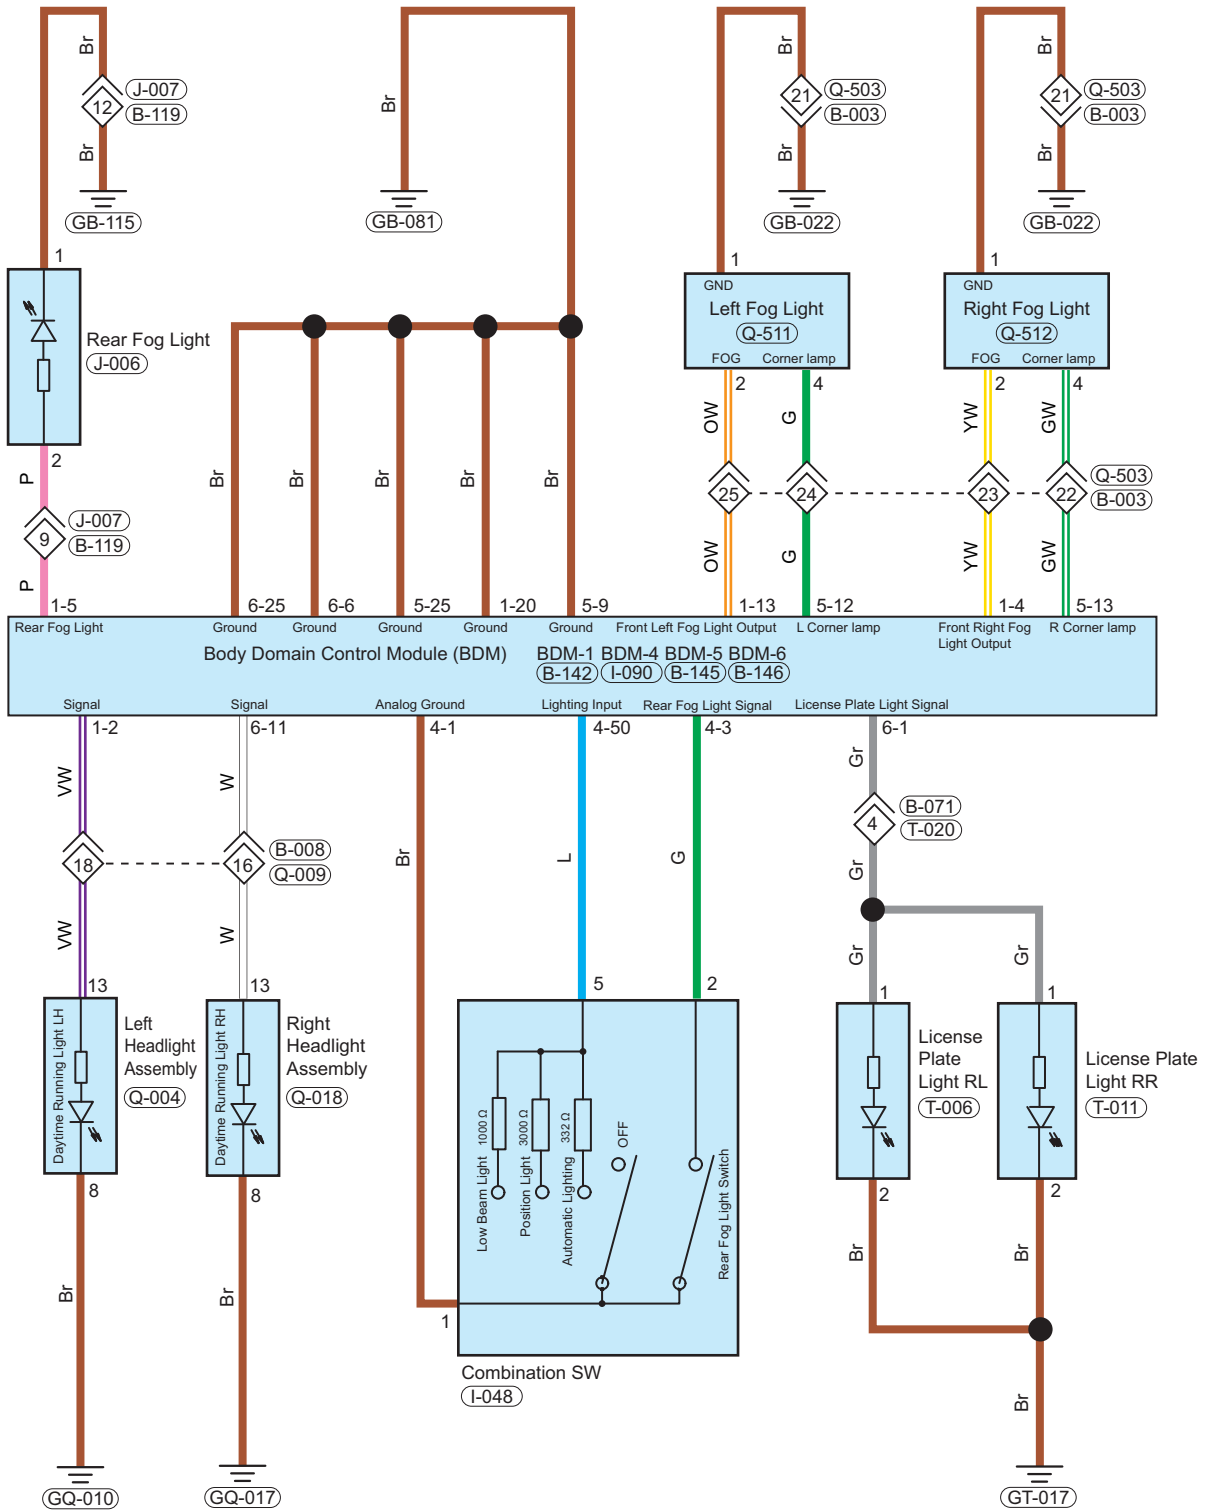 Br
12
J-007
B-119
Br
GB-115
Br
GB-081
Br
21
Q-503
B-003
Br
GB-022
Br
21
Q-503
B-003
Br
GB-022
1
Rear Fog Light
J-006
2
P
9
J-007
B-119
P
1-5
Br
Br
Br
Br
Br
6-25
6-6
5-25
1-20
5-9
1
GND
Left Fog Light
Q-511
FOG
Corner lamp
2
4
OW
G
25
24
OW
G
1-13
5-12
1
GND
Right Fog Light
Q-512
FOG
Corner lamp
2
4
YW
GW
23
22
Q-503
B-003
YW
GW
1-4
5-13
Rear Fog Light
Ground
Ground
Ground
Ground
Ground
Front Left Fog Light Output
L Corner lamp
Front Right Fog
Light Output
R Corner lamp
Body Domain Control Module (BDM)
BDM-1
B-142
BDM-4
I-090
BDM-5
B-145
BDM-6
B-146
Signal
Signal
Analog Ground
Lighting Input
Rear Fog Light Signal
License Plate Light Signal
1-2
6-11
4-1
4-50
4-3
6-1
VW
W
18
16
B-008
Q-009
VW
W
13
13
Daytime Running Light LH
Left
Headlight
Assembly
Q-004
Daytime Running Light RH
Right
Headlight
Assembly
Q-018
8
8
Br
Br
GQ-010
GQ-017
Br
L
G
5
2
1000 Ω
3000 Ω
332 Ω
Low Beam Light
Position Light
Automatic Lighting
OFF
Rear Fog Light Switch
1
Combination SW
I-048
Gr
4
B-071
T-020
Gr
Gr
Gr
1
1
License
Plate
Light RL
T-006
License Plate
Light RR
T-011
2
2
Br
Br
Br
GT-017